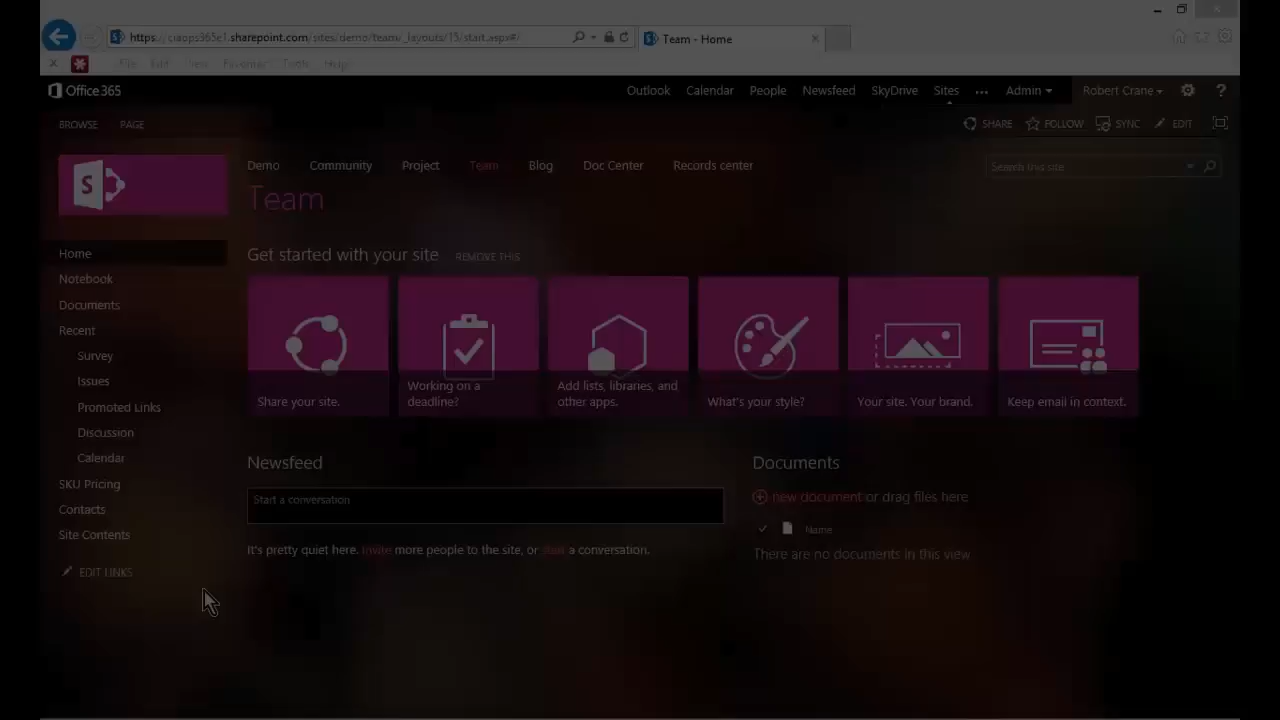 https://ciaops365e1.sharepoint.com/sites/demo/team/_layouts/15/start.aspx#/
Team - Home
File Edit View Favorites Tools Help
Office 365
Outlook Calendar People Newsfeed SkyDrive Sites ... Admin Robert Crane ?
BROWSE PAGE
SHARE FOLLOW SYNC EDIT
Demo Community Project Team Blog Doc Center Records center
Search this site
Team
Home
Notebook
Documents
Recent
Survey
Issues
Promoted Links
Discussion
Calendar
SKU Pricing
Contacts
Site Contents
EDIT LINKS
Get started with your site REMOVE THIS
Share your site.
Working on a
deadline?
Add lists, libraries, and
other apps.
What's your style?
Your site. Your brand.
Keep email in context.
Newsfeed
Start a conversation
It's pretty quiet here. Invite more people to the site, or start a conversation.
Documents
new document or drag files here
Name
There are no documents in this view